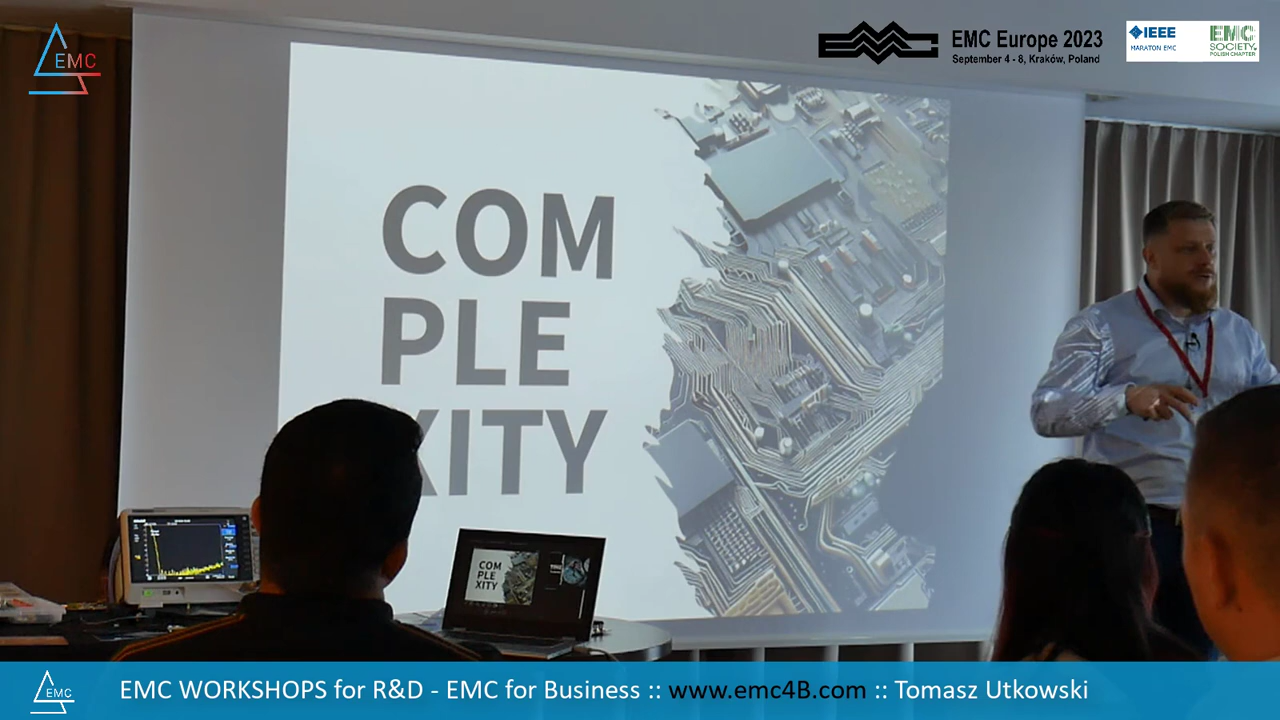 EMC
EMC
EMC Europe 2023
September 4 - 8, Kraków, Poland
IEEE
MARATON EMC
EMC
SOCIETY
POLISH CHAPTER
COM
PLE
XITY
COM
PLE
XITY
EMC
EMC WORKSHOPS for R&D - EMC for Business :: www.emc4B.com :: Tomasz Utkowski